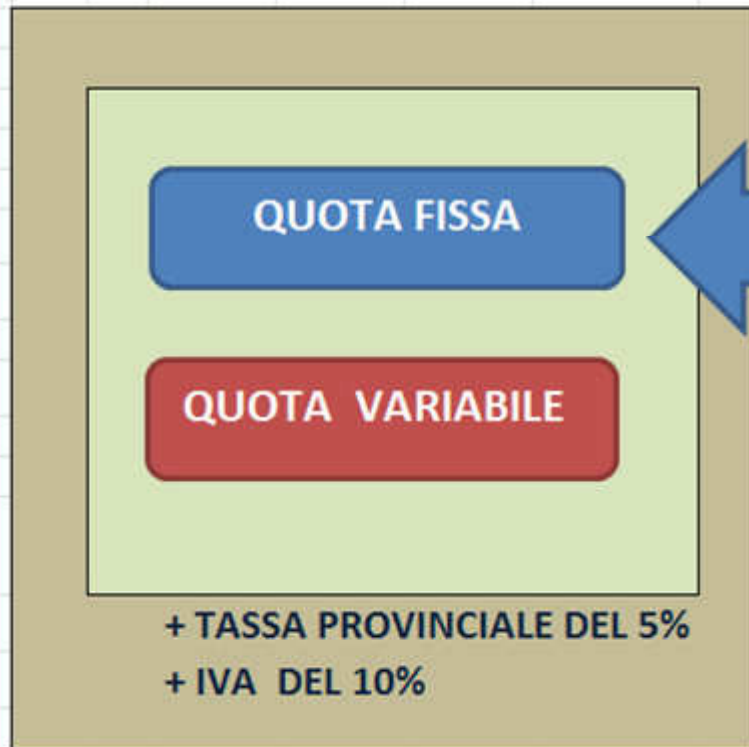 QUOTA FISSA
QUOTA VARIABILE
+ TASSA PROVINCIALE DEL 5%
+ IVA DEL 10%